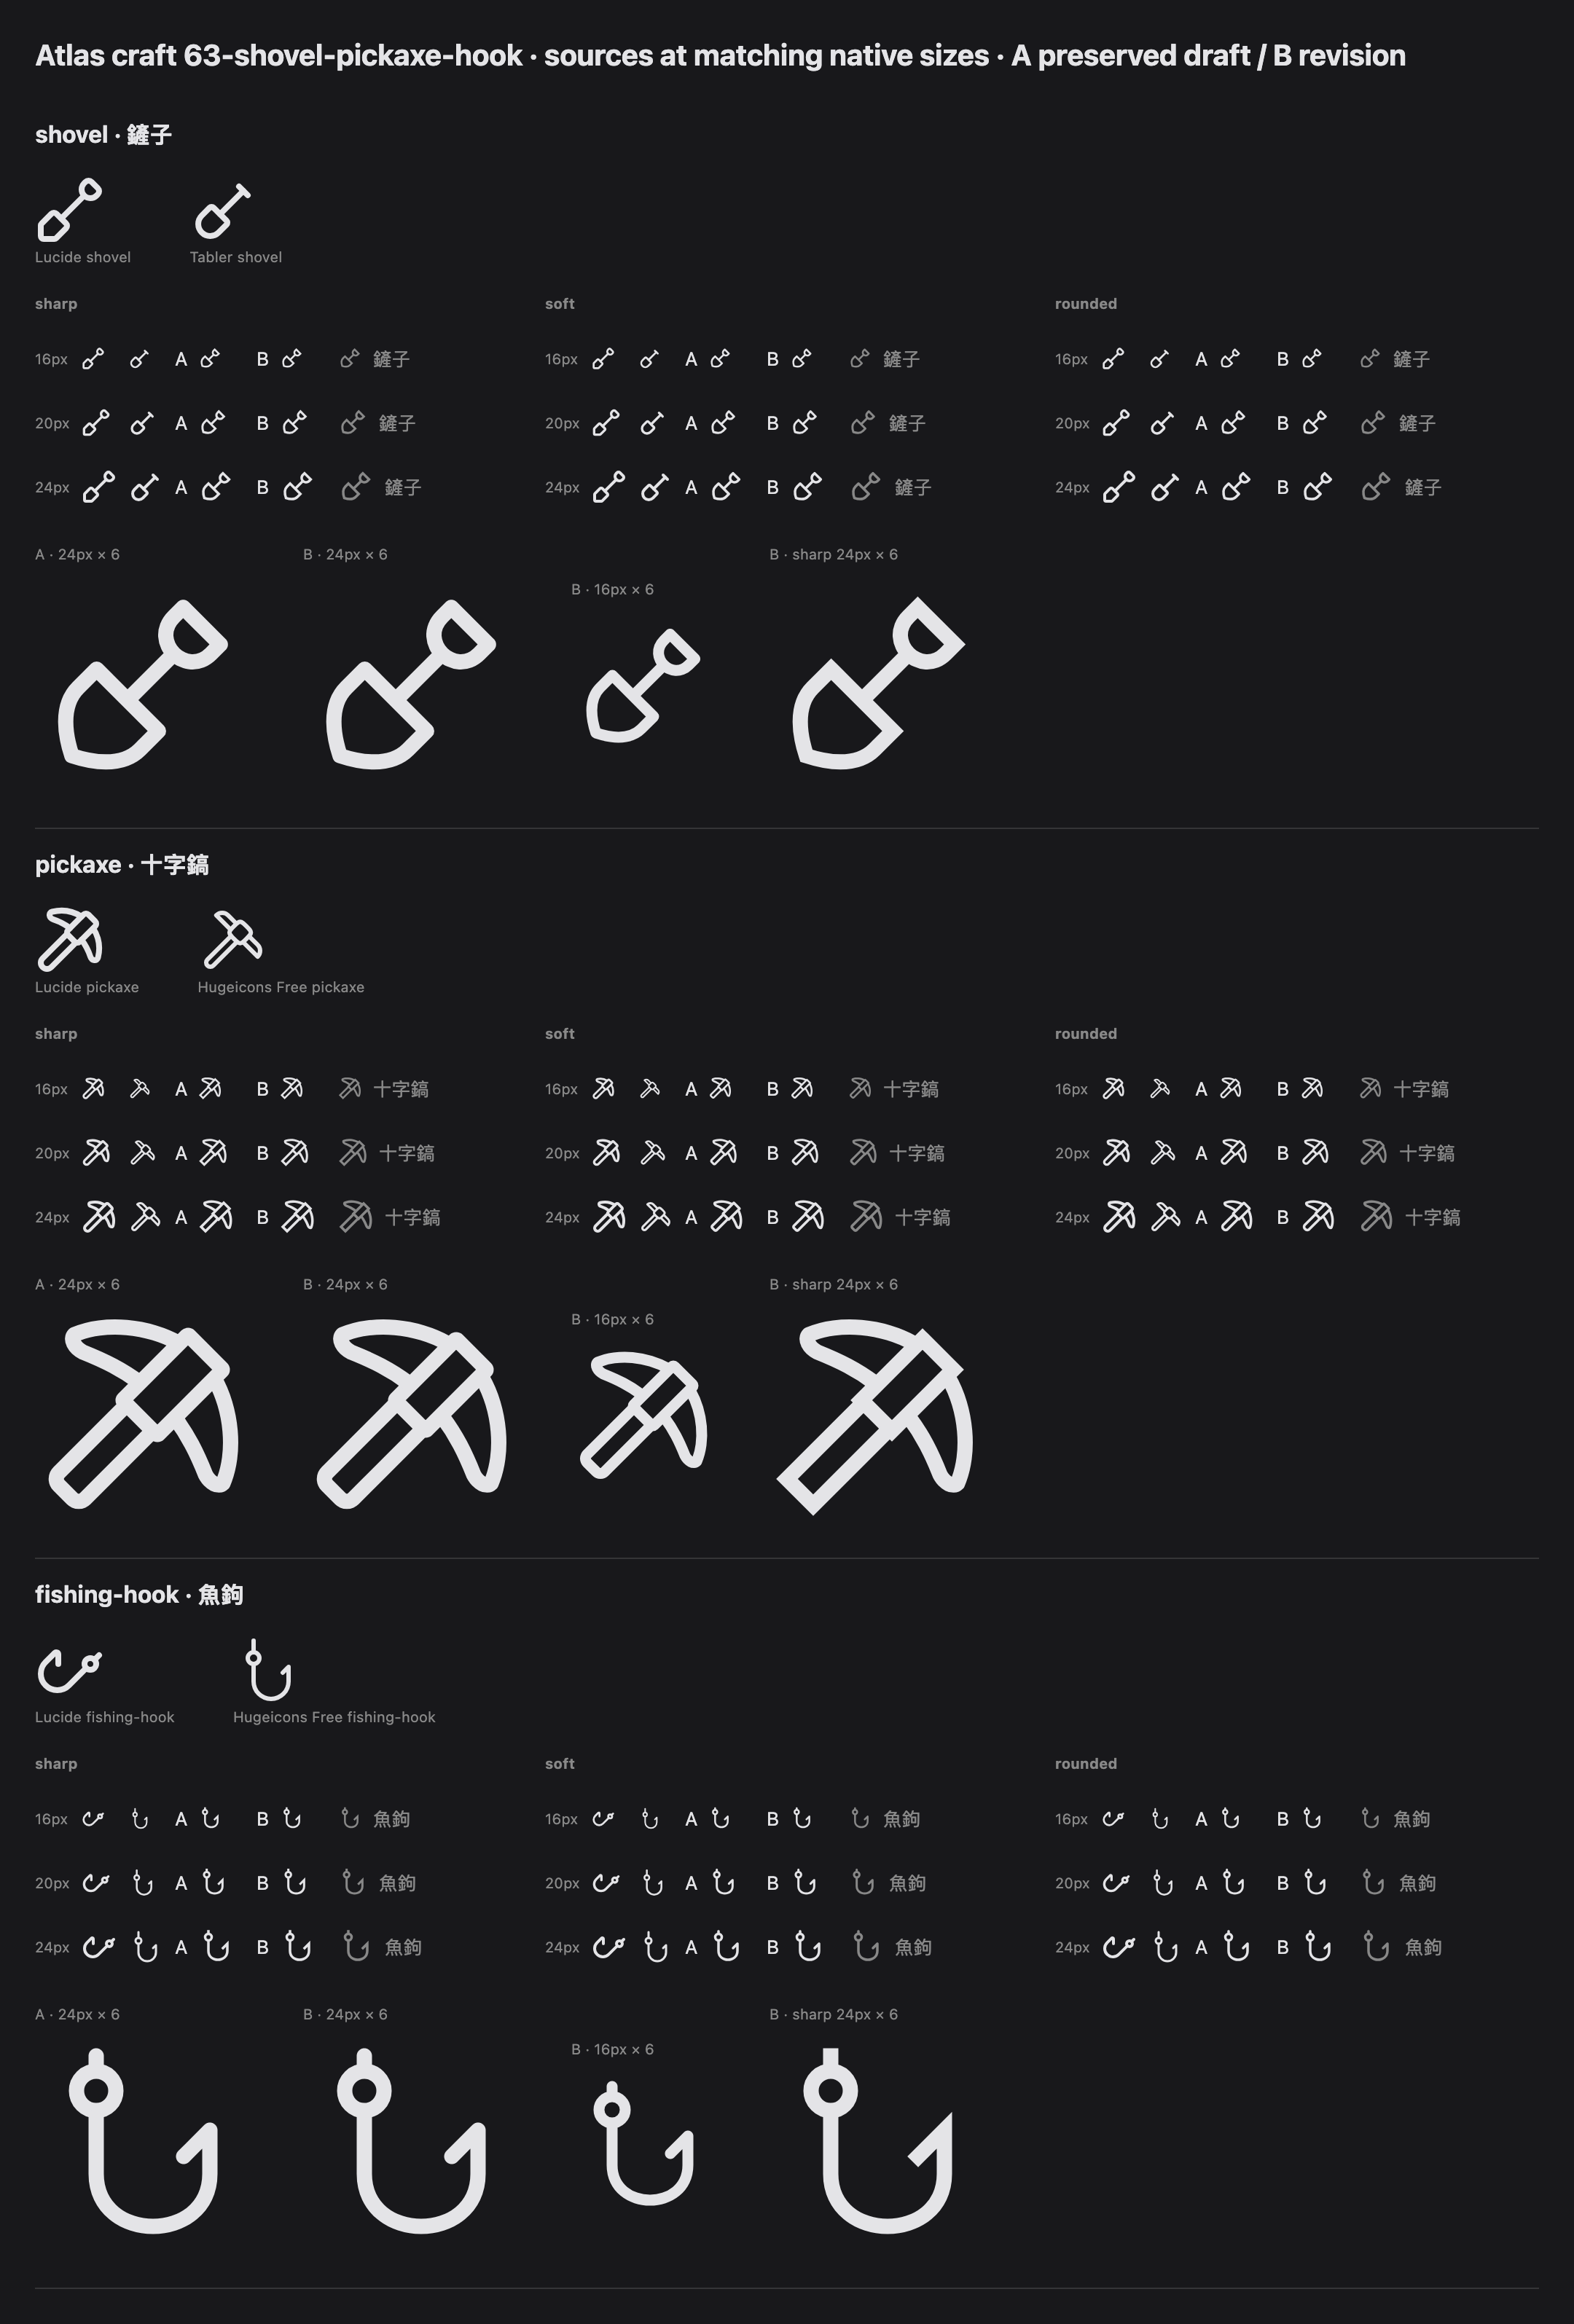 Atlas craft 63-shovel-pickaxe-hook · sources at matching native sizes · A preserved draft / B revision
shovel · 鏟子
Lucide shovel Tabler shovel
sharp soft rounded
16px A B 鏟子 16px A B 鏟子 16px A B 鏟子
20px A B 鏟子 20px A B 鏟子 20px A B 鏟子
24px A B 鏟子 24px A B 鏟子 24px A B 鏟子
A · 24px × 6 B · 24px × 6 B · 16px × 6 B · sharp 24px × 6
pickaxe · 十字鎬
Lucide pickaxe Hugeicons Free pickaxe
sharp soft rounded
16px A B 十字鎬 16px A B 十字鎬 16px A B 十字鎬
20px A B 十字鎬 20px A B 十字鎬 20px A B 十字鎬
24px A B 十字鎬 24px A B 十字鎬 24px A B 十字鎬
A · 24px × 6 B · 24px × 6 B · 16px × 6 B · sharp 24px × 6
fishing-hook · 魚鉤
Lucide fishing-hook Hugeicons Free fishing-hook
sharp soft rounded
16px A B 魚鉤 16px A B 魚鉤 16px A B 魚鉤
20px A B 魚鉤 20px A B 魚鉤 20px A B 魚鉤
24px A B 魚鉤 24px A B 魚鉤 24px A B 魚鉤
A · 24px × 6 B · 24px × 6 B · 16px × 6 B · sharp 24px × 6